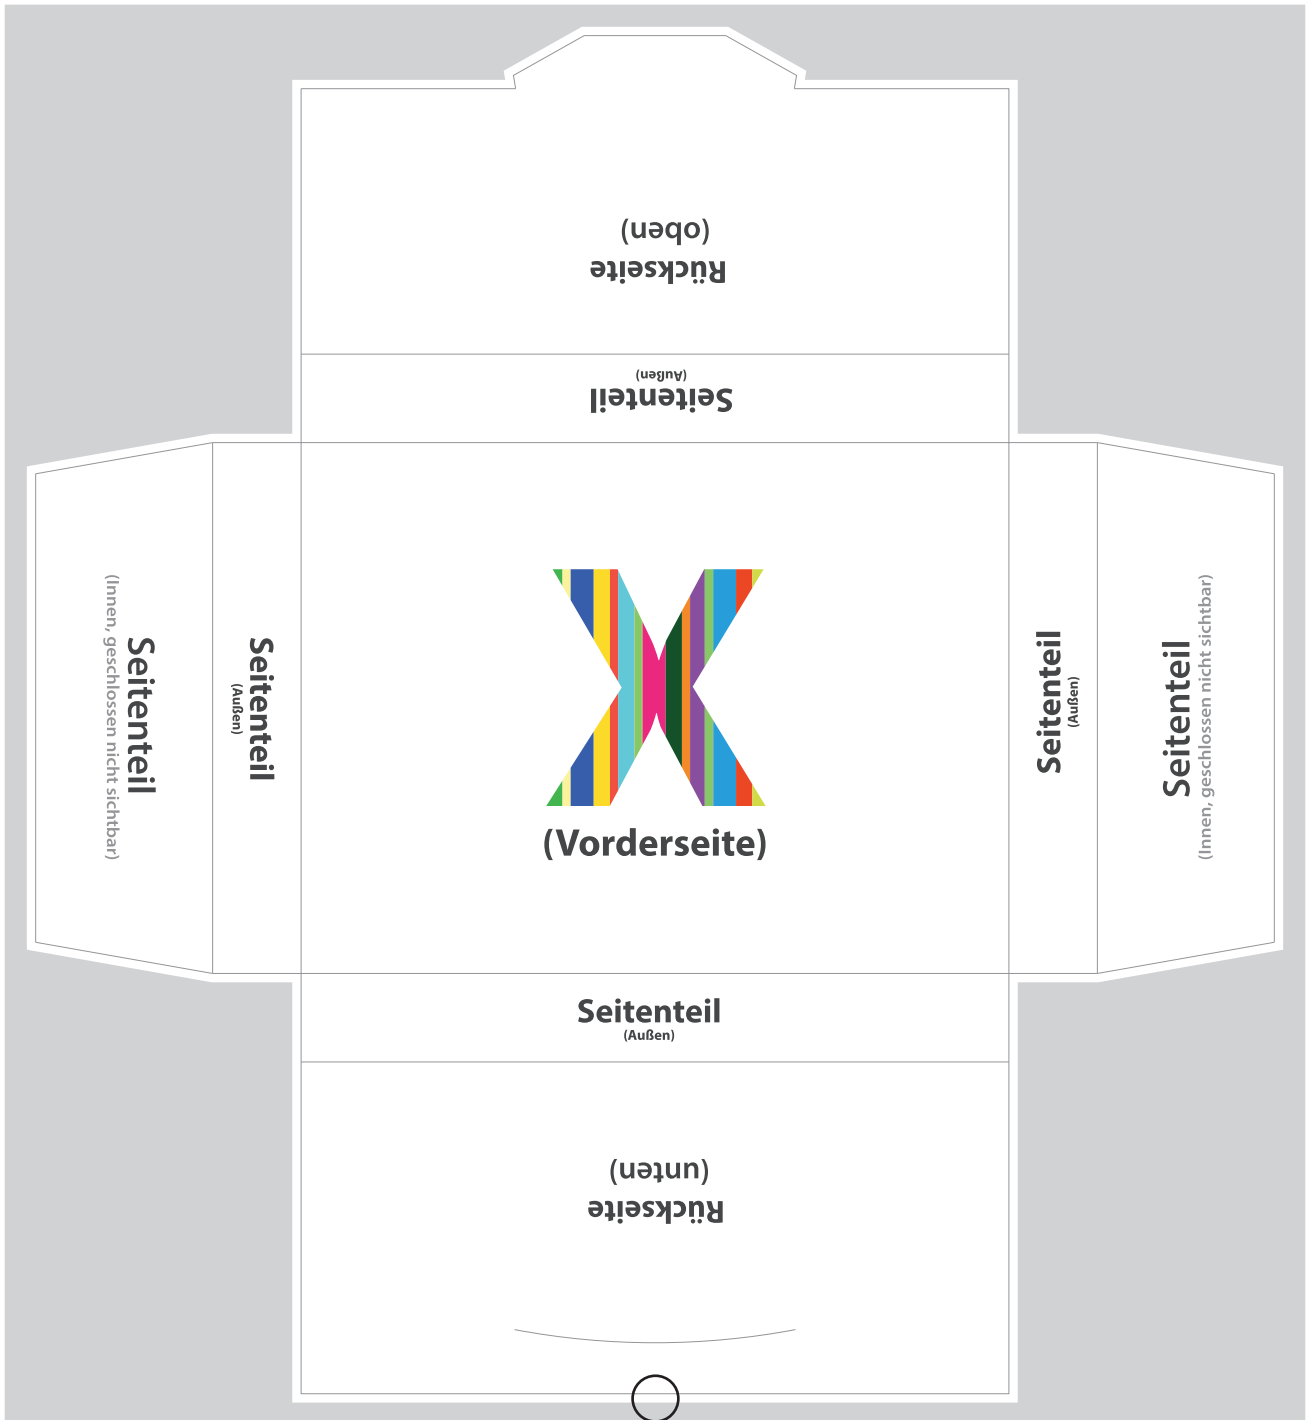 Rückseite
(oben)
Seitenteil
(Außen)
Seitenteil
(Innen, geschlossen nicht sichtbar)
Seitenteil
(Außen)
X
(Vorderseite)
Seitenteil
(Außen)
Seitenteil
(Innen, geschlossen nicht sichtbar)
Seitenteil
(Außen)
Rückseite
(unten)